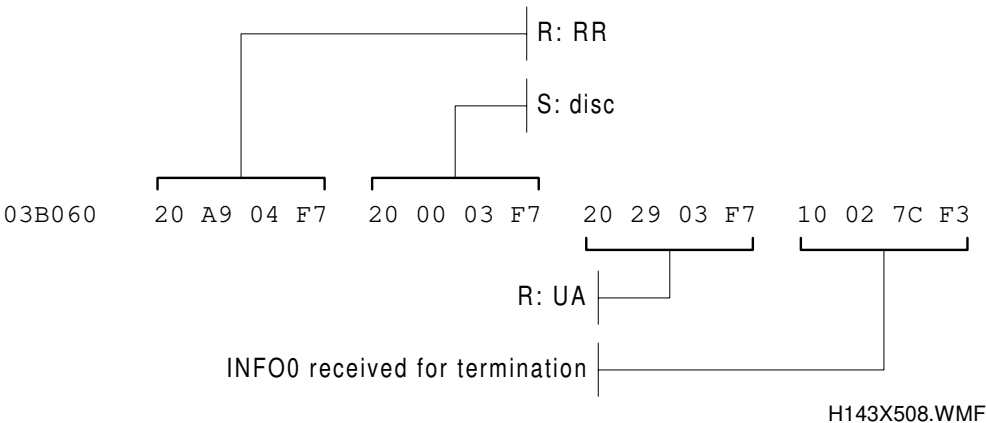 R: RR
S: disc
03B060 20 A9 04 F7 20 00 03 F7 20 29 03 F7 10 02 7C F3
R: UA
INFO0 received for termination
H143X508.WMF